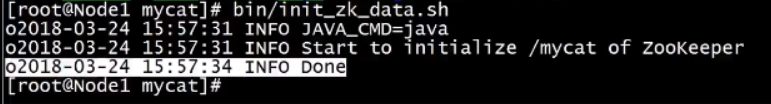 [root@Node1 mycat]# bin/init_zk_data.sh
o2018-03-24 15:57:31 INFO JAVA_CMD=java
o2018-03-24 15:57:31 INFO Start to initialize /mycat of ZooKeeper
o2018-03-24 15:57:34 INFO Done
[root@Node1 mycat]#